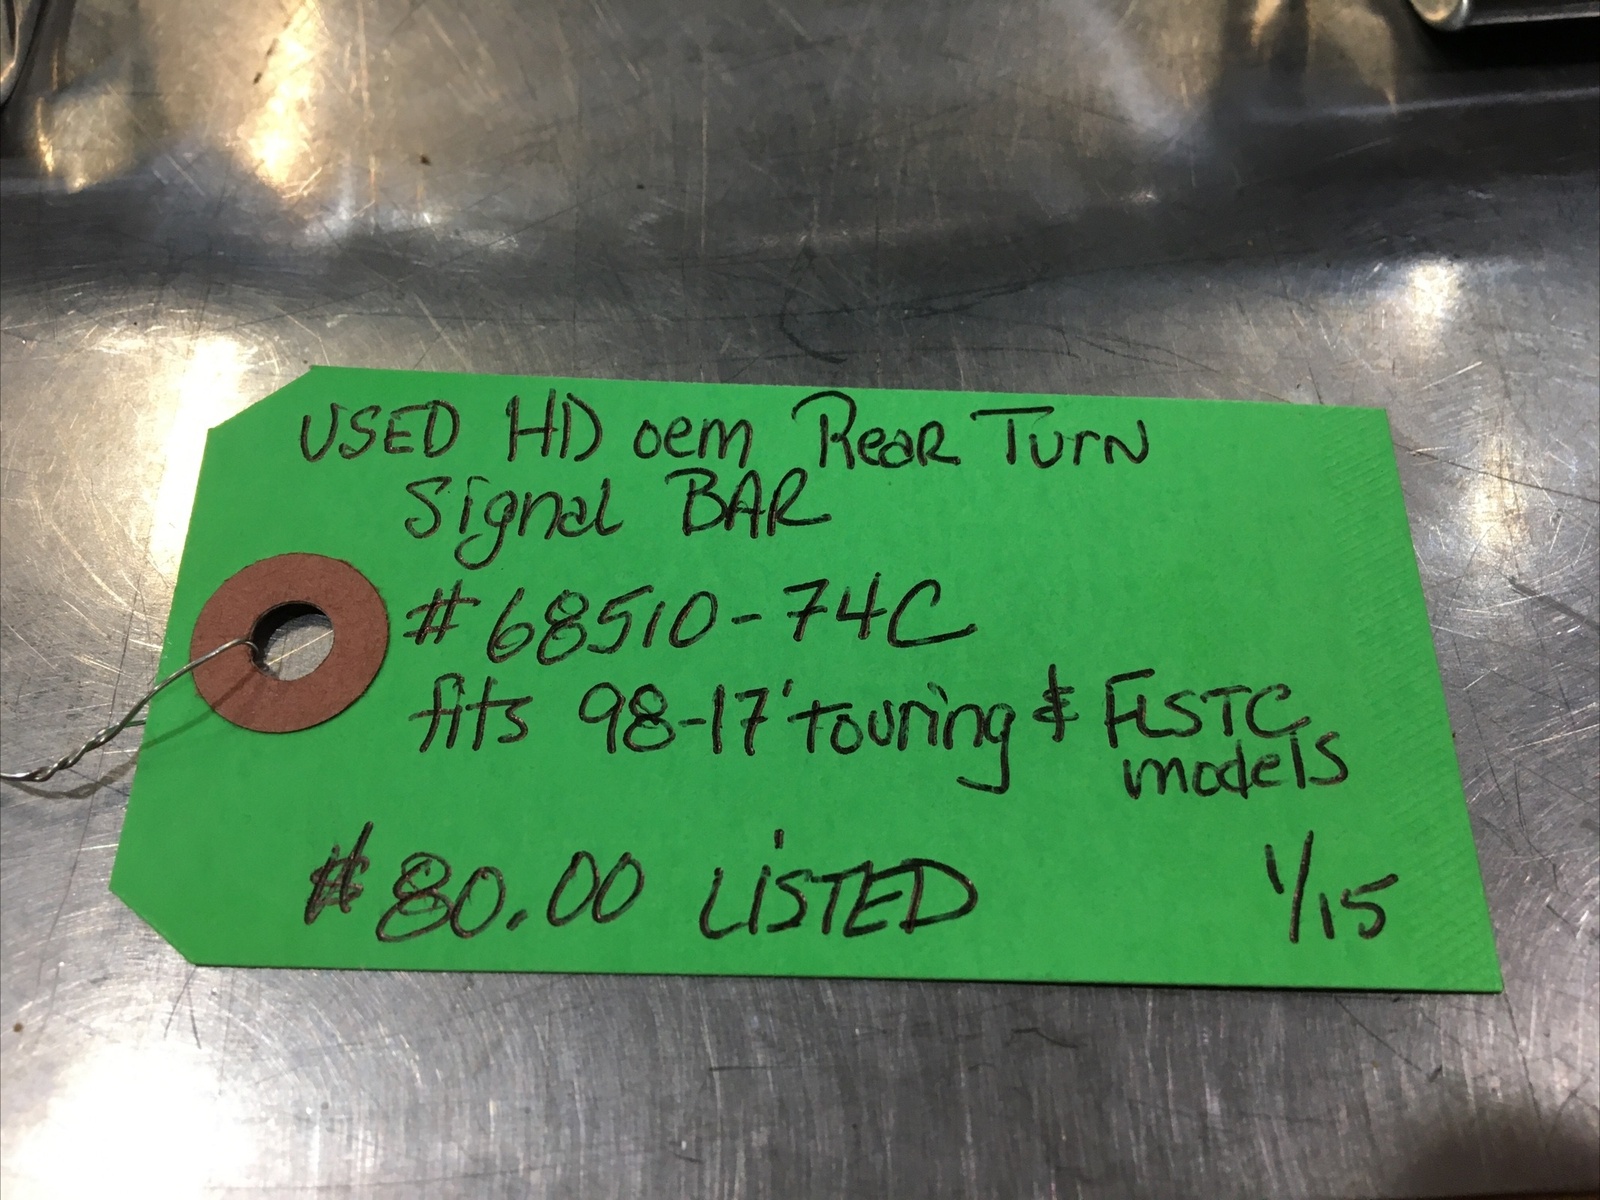 USED HD oem Rear Turn
Signal BAR
#68510-74C
fits 98-17' touring & FLSTC
models
$80.00 LiSTED 1/15